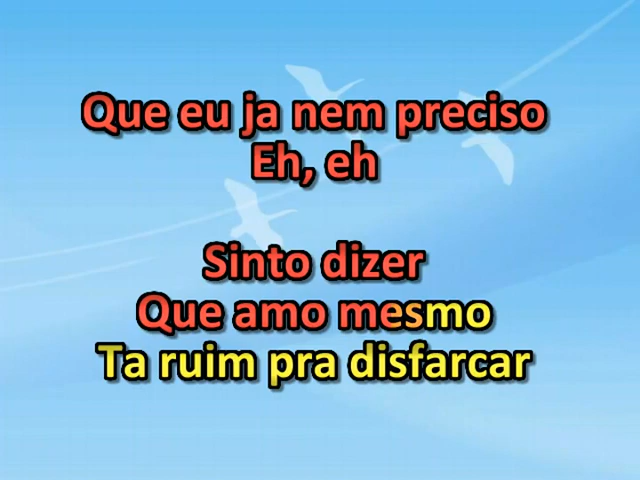 Que eu ja nem preciso
Eh, eh
Sinto dizer
Que amo mesmo
Ta ruim pra disfarcar